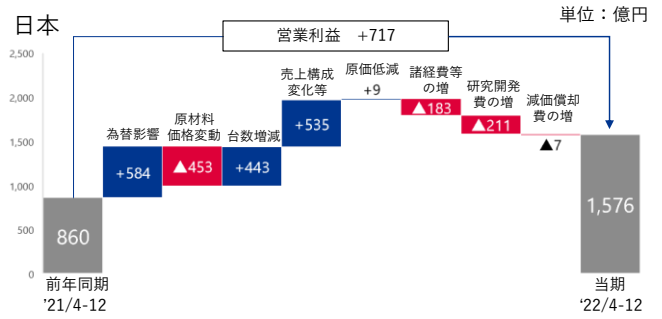 日本
単位：億円
営業利益 +717
2,500
2,000
1,500
1,000
500
0
860
前年同期
’21/4-12
為替影響
+584
原材料
価格変動
▲453
台数増減
+443
売上構成
変化等
+535
原価低減
+9
諸経費等
の増
▲183
研究開発
費の増
▲211
減価償却
費の増
▲7
1,576
当期
‘22/4-12